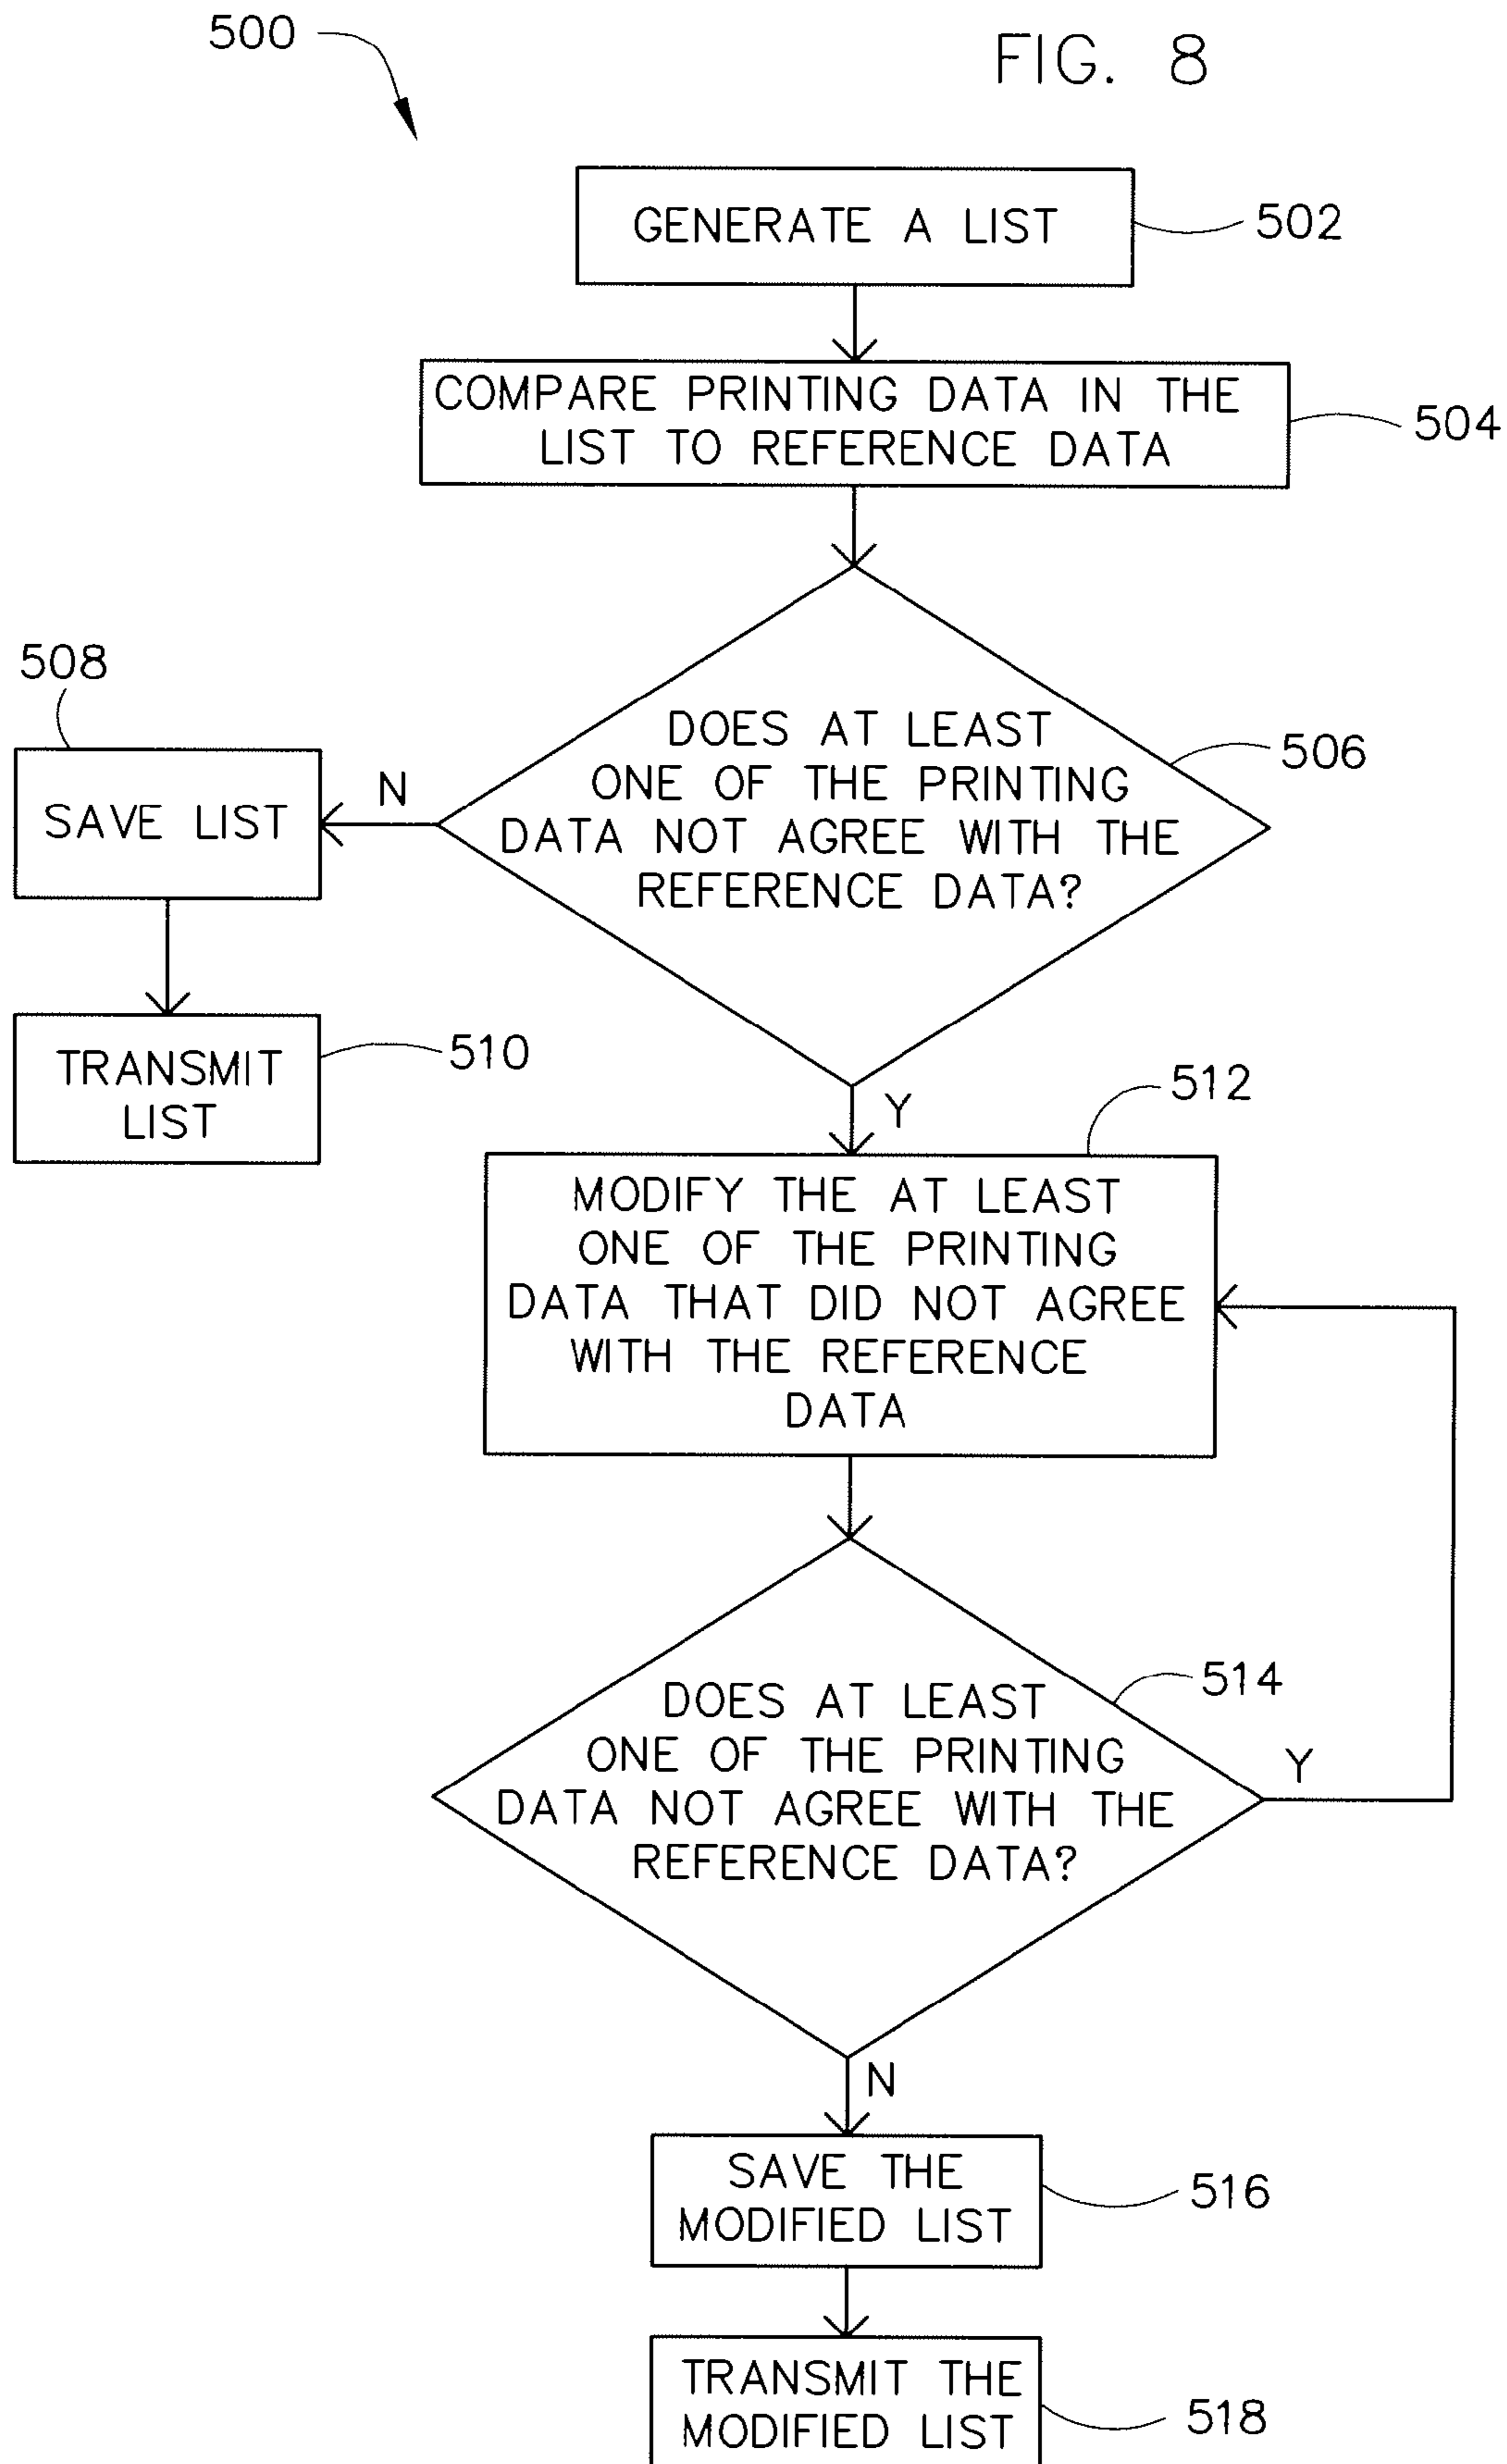 500
FIG. 8
GENERATE A LIST
502
COMPARE PRINTING DATA IN THE
LIST TO REFERENCE DATA
504
DOES AT LEAST
ONE OF THE PRINTING
DATA NOT AGREE WITH THE
REFERENCE DATA?
506
N
508
SAVE LIST
TRANSMIT
LIST
510
Y
512
MODIFY THE AT LEAST
ONE OF THE PRINTING
DATA THAT DID NOT AGREE
WITH THE REFERENCE
DATA
DOES AT LEAST
ONE OF THE PRINTING
DATA NOT AGREE WITH THE
REFERENCE DATA?
514
Y
N
SAVE THE
MODIFIED LIST
516
TRANSMIT THE
MODIFIED LIST
518